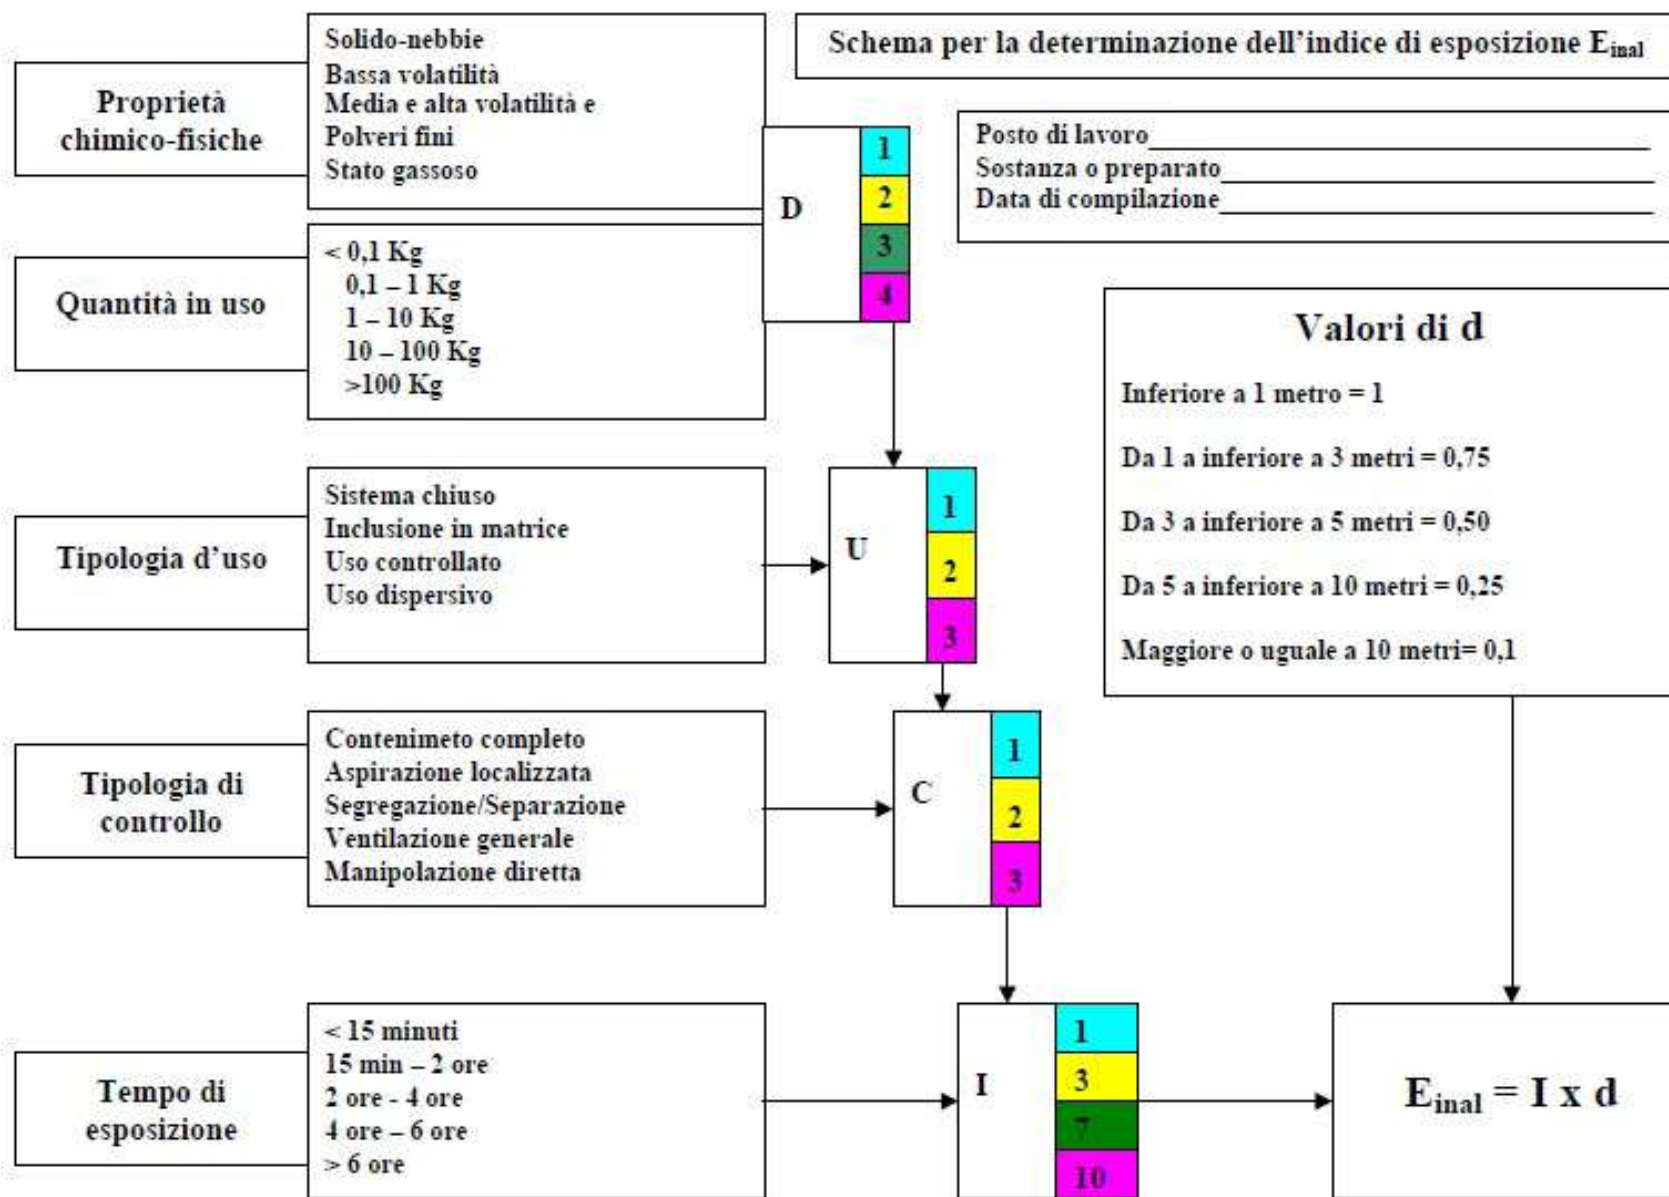 Schema per la determinazione dell'indice di esposizione Einal
Posto di lavoro
Sostanza o preparato
Data di compilazione
Proprietà
chimico-fisiche
Solido-nebbie
Bassa volatilità
Media e alta volatilità e
Polveri fini
Stato gassoso
D
1
2
3
4
Quantità in uso
< 0,1 Kg
0,1 – 1 Kg
1 – 10 Kg
10 – 100 Kg
>100 Kg
Valori di d
Inferiore a 1 metro = 1
Da 1 a inferiore a 3 metri = 0,75
Da 3 a inferiore a 5 metri = 0,50
Da 5 a inferiore a 10 metri = 0,25
Maggiore o uguale a 10 metri= 0,1
Tipologia d'uso
Sistema chiuso
Inclusione in matrice
Uso controllato
Uso dispersivo
U
1
2
3
Tipologia di
controllo
Contenimeto completo
Aspirazione localizzata
Segregazione/Separazione
Ventilazione generale
Manipolazione diretta
C
1
2
3
Tempo di
esposizione
< 15 minuti
15 min – 2 ore
2 ore - 4 ore
4 ore – 6 ore
> 6 ore
I
1
3
7
10
Einal = I x d